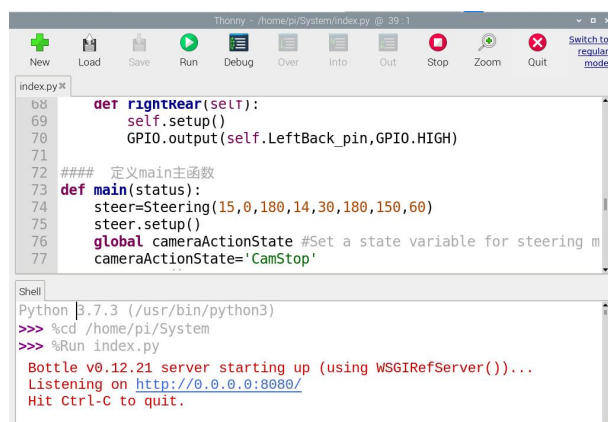 Thonny - /home/pi/System/index.py @ 39:1
New Load Save Run Debug Over Into Out Stop Zoom Quit
Switch to
regular
mode
index.py
68 def rightRear(self):
69 self.setup()
70 GPIO.output(self.LeftBack_pin,GPIO.HIGH)
71
72 #### 定义main主函数
73 def main(status):
74 steer=Steering(15,0,180,14,30,180,150,60)
75 steer.setup()
76 global cameraActionState #Set a state variable for steering m
77 cameraActionState='CamStop'
Shell
Python 3.7.3 (/usr/bin/python3)
>>> %cd /home/pi/System
>>> %Run index.py
Bottle v0.12.21 server starting up (using WSGIRefServer())...
Listening on http://0.0.0.0:8080/
Hit Ctrl-C to quit.